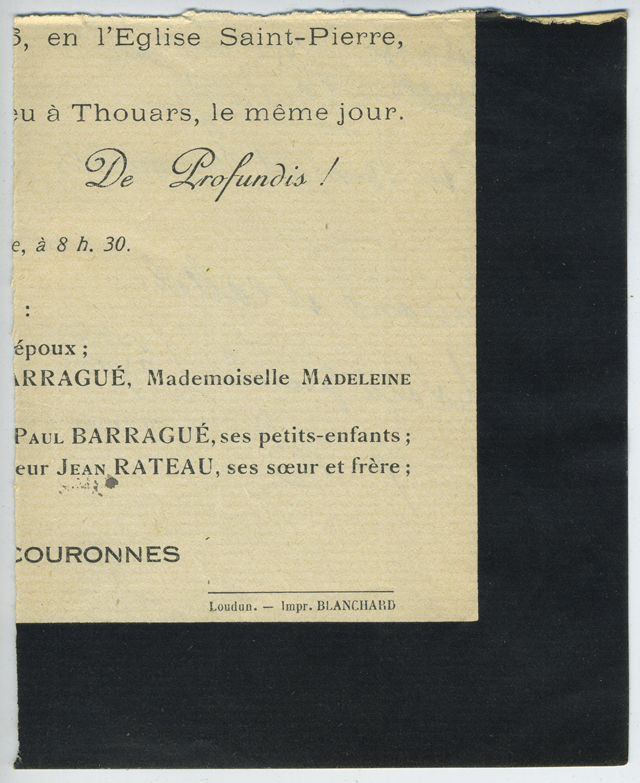 , en l'Eglise Saint-Pierre,
eu à Thouars, le même jour.
De Profundis !
e, à 8 h. 30.
:
époux ;
ARRAGUÉ, Mademoiselle MADELEINE
PAUL BARRAGUÉ, ses petits-enfants ;
eur JEAN RATEAU, ses sœur et frère ;
COURONNES
Loudun. — Impr. BLANCHARD